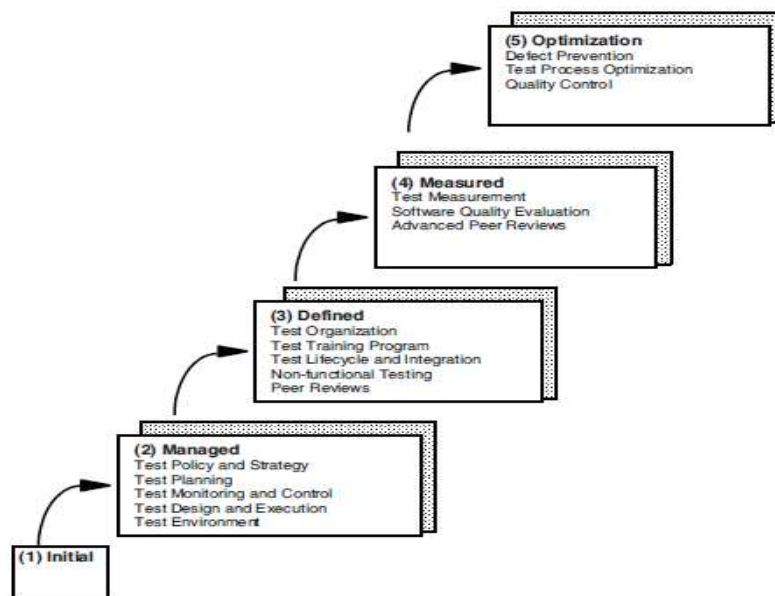 (5) Optimization
Defect Prevention
Test Process Optimization
Quality Control
(4) Measured
Test Measurement
Software Quality Evaluation
Advanced Peer Reviews
(3) Defined
Test Organization
Test Training Program
Test Lifecycle and Integration
Non-functional Testing
Peer Reviews
(2) Managed
Test Policy and Strategy
Test Planning
Test Monitoring and Control
Test Design and Execution
Test Environment
(1) Initial